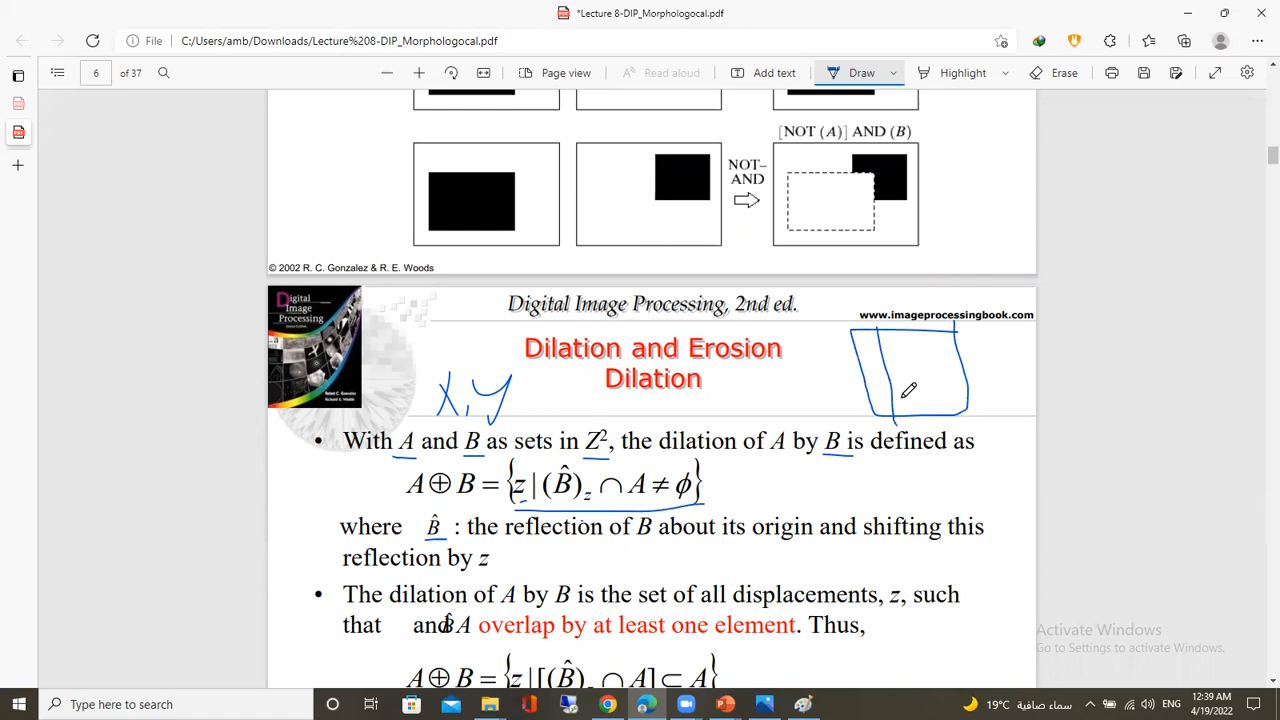 *Lecture 8-DIP_Morphologocal.pdf
File C:/Users/amb/Downloads/Lecture%208-DIP_Morphologocal.pdf
6 Page view Read aloud Add text Draw Highlight Erase
[NOT (A)] AND (B)
NOT–
AND
© 2002 R. C. Gonzalez & R. E. Woods
Digital
Image
Processing
Digital Image Processing, 2nd ed.
www.imageprocessingbook.com
Dilation and Erosion
Dilation
X, Y
• With A and B as sets in Z², the dilation of A by B is defined as
A ⊕ B = {z | (B̂)z ∩ A ≠ ϕ}
where B̂ : the reflection of B about its origin and shifting this
reflection by z
• The dilation of A by B is the set of all displacements, z, such
that B̂ and A overlap by at least one element. Thus,
A ⊕ B = {z | [(B̂)z ∩ A] ⊂ A}
Activate Windows
Go to Settings to activate Windows.
Type here to search
19°C سماء صافية
ENG
12:39 AM
4/19/2022